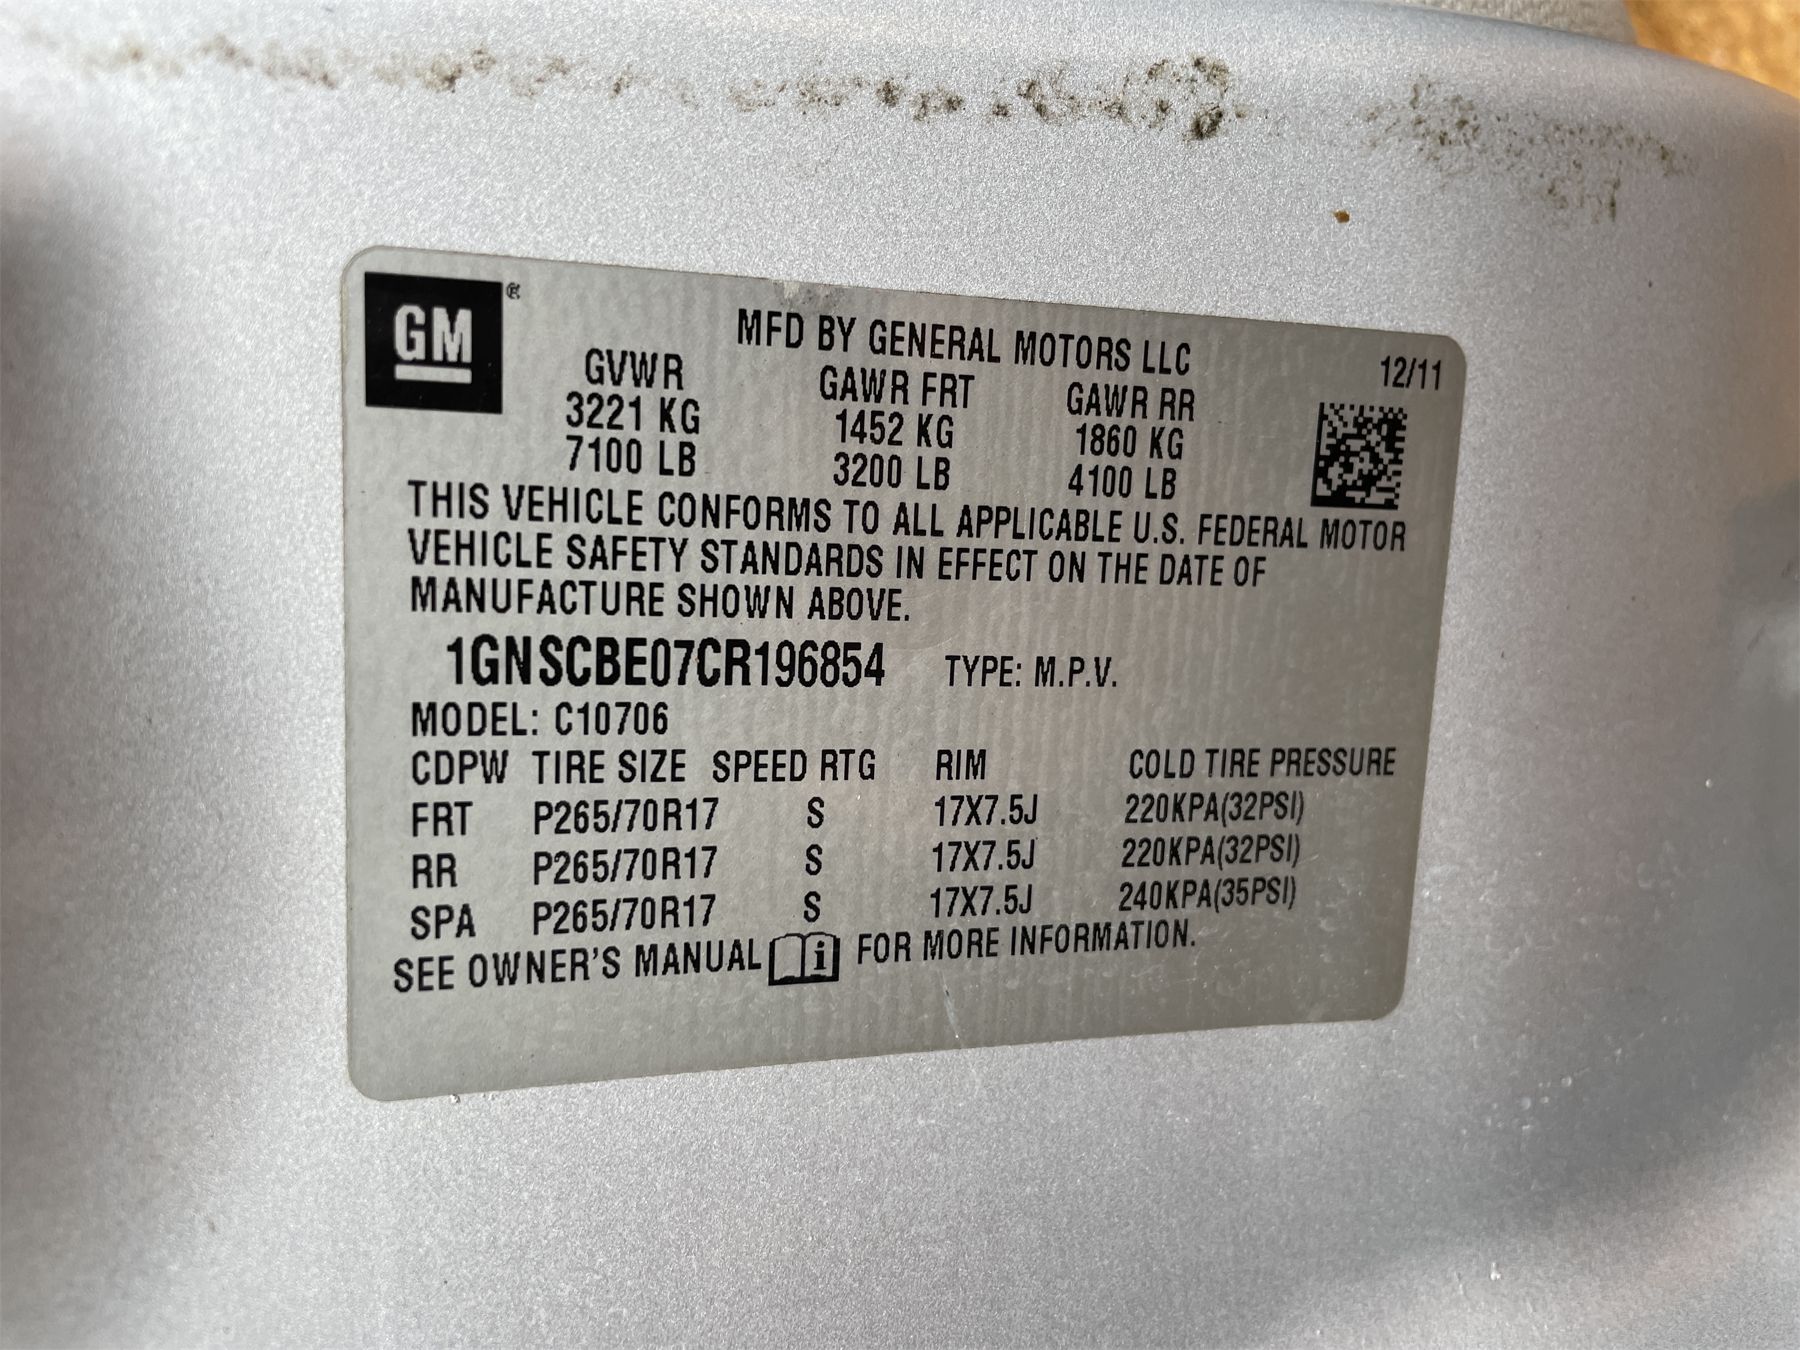 GM®
MFD BY GENERAL MOTORS LLC 12/11
GVWR GAWR FRT GAWR RR
3221 KG 1452 KG 1860 KG
7100 LB 3200 LB 4100 LB
THIS VEHICLE CONFORMS TO ALL APPLICABLE U.S. FEDERAL MOTOR
VEHICLE SAFETY STANDARDS IN EFFECT ON THE DATE OF
MANUFACTURE SHOWN ABOVE.
1GNSCBE07CR196854 TYPE: M.P.V.
MODEL: C10706
CDPW TIRE SIZE SPEED RTG RIM COLD TIRE PRESSURE
FRT P265/70R17 S 17X7.5J 220KPA(32PSI)
RR P265/70R17 S 17X7.5J 220KPA(32PSI)
SPA P265/70R17 S 17X7.5J 240KPA(35PSI)
SEE OWNER'S MANUAL i FOR MORE INFORMATION.